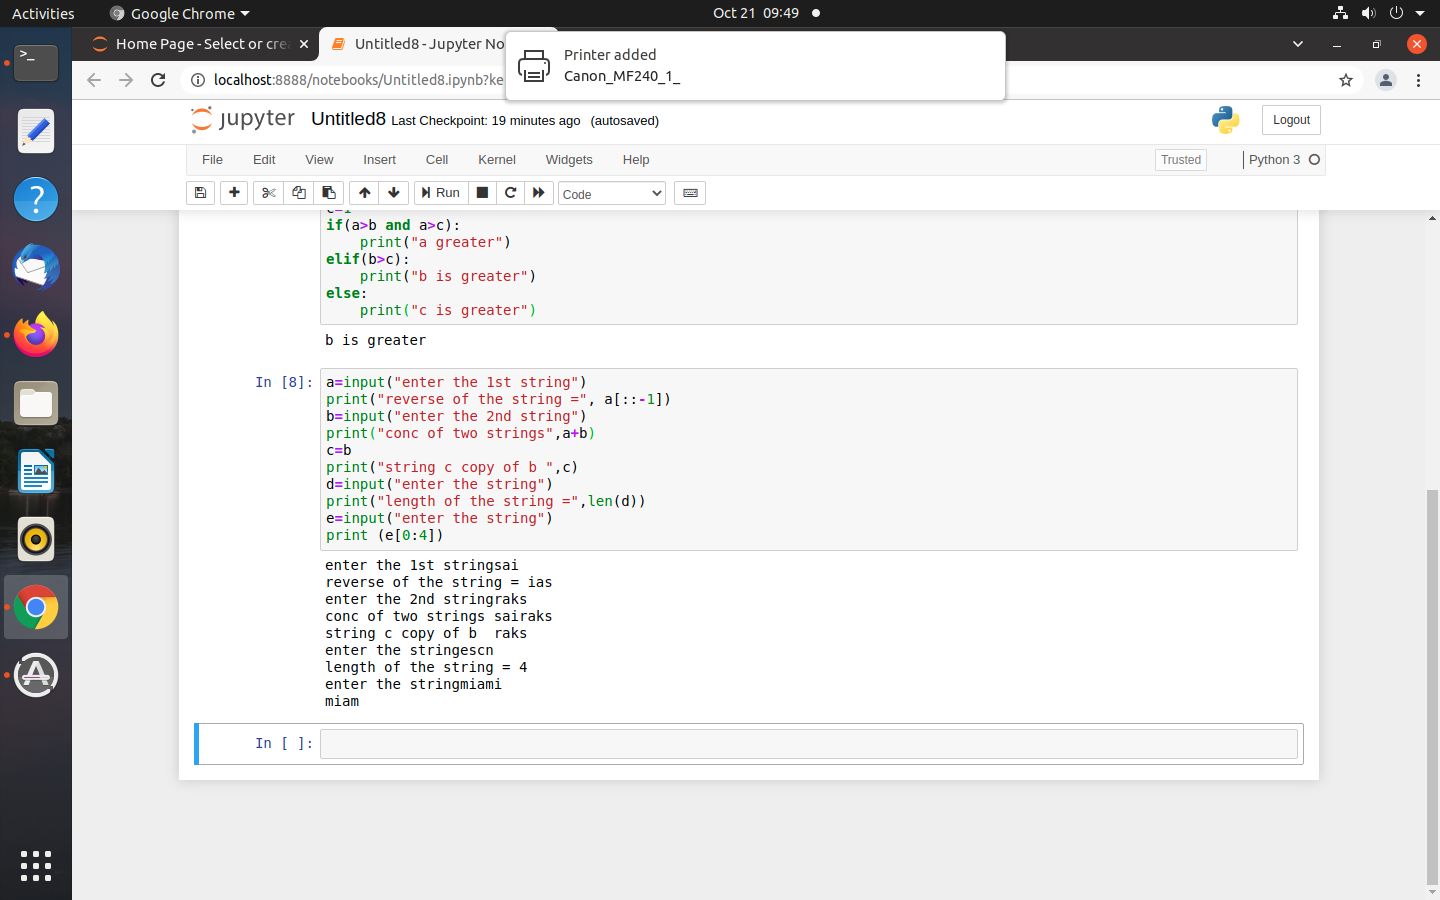 Activities
Google Chrome
Oct 21 09:49
Home Page - Select or cre
Untitled8 - Jupyter No
Printer added
Canon_MF240_1_
localhost:8888/notebooks/Untitled8.ipynb?ke
jupyter
Untitled8 Last Checkpoint: 19 minutes ago (autosaved)
Logout
File
Edit
View
Insert
Cell
Kernel
Widgets
Help
Trusted
Python 3
Run
Code
c=1
if(a>b and a>c):
    print("a greater")
elif(b>c):
    print("b is greater")
else:
    print("c is greater")
b is greater
In [8]:
a=input("enter the 1st string")
print("reverse of the string =", a[::-1])
b=input("enter the 2nd string")
print("conc of two strings",a+b)
c=b
print("string c copy of b ",c)
d=input("enter the string")
print("length of the string =",len(d))
e=input("enter the string")
print (e[0:4])
enter the 1st stringsai
reverse of the string = ias
enter the 2nd stringraks
conc of two strings sairaks
string c copy of b  raks
enter the stringescn
length of the string = 4
enter the stringmiami
miam
In [ ]: